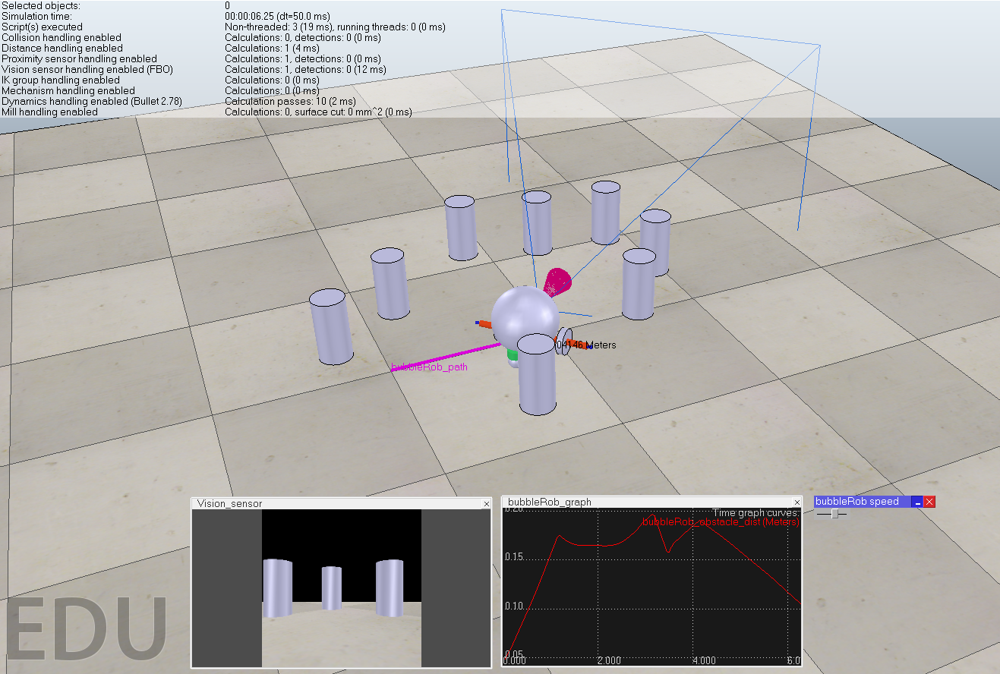 Selected objects: 0
Simulation time: 00:00:06.25 (dt=50.0 ms)
Script(s) executed Non-threaded: 3 (19 ms), running threads: 0 (0 ms)
Collision handling enabled Calculations: 0, detections: 0 (0 ms)
Distance handling enabled Calculations: 1 (4 ms)
Proximity sensor handling enabled Calculations: 1, detections: 0 (0 ms)
Vision sensor handling enabled (FBO) Calculations: 1, detections: 0 (12 ms)
IK group handling enabled Calculations: 0 (0 ms)
Mechanism handling enabled Calculations: 0 (0 ms)
Dynamics handling enabled (Bullet 2.78) Calculation passes: 10 (2 ms)
Mill handling enabled Calculations: 0, surface cut: 0 mm^2 (0 ms)
Meters
bubbleRob_path
Vision_sensor
bubbleRob_graph
bubbleRob speed
0.20
Time graph curves:
bubbleRob_obstacle_dist (Meters)
0.15
0.10
0.05
0.000 2.000 4.000 6.0
EDU